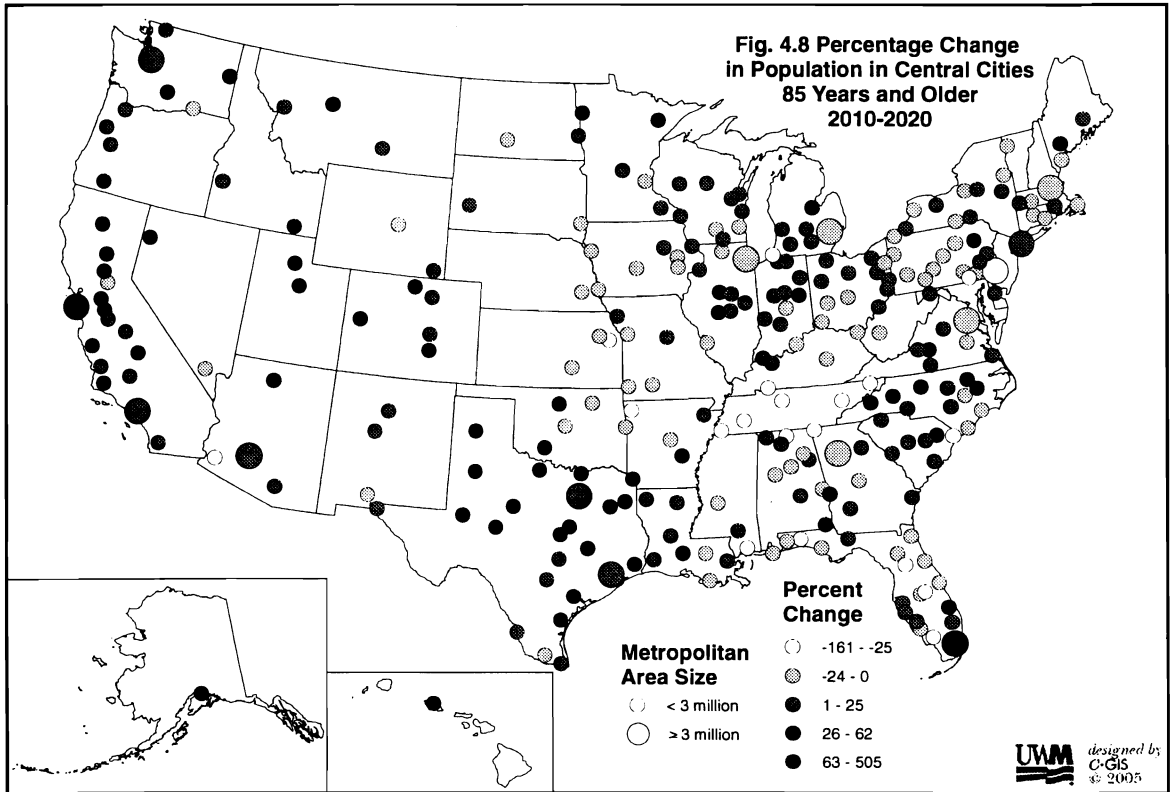 Fig. 4.8 Percentage Change
in Population in Central Cities
85 Years and Older
2010-2020
Percent
Change
-161 - -25
-24 - 0
1 - 25
26 - 62
63 - 505
Metropolitan
Area Size
< 3 million
≥ 3 million
UWM
designed by
C•GIS
© 2005